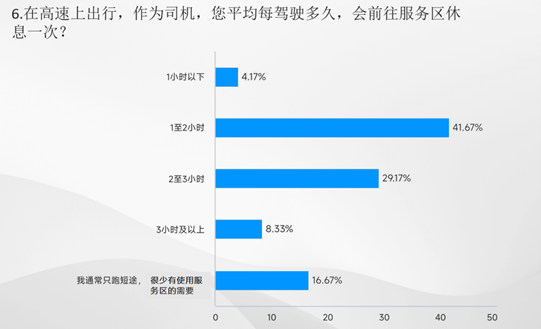 6.在高速上出行，作为司机，您平均每驾驶多久，会前往服务区休
息一次？
1小时以下
4.17%
1至2小时
41.67%
2至3小时
29.17%
3小时及以上
8.33%
我通常只跑短途， 很少有使用服
务区的需要
16.67%
0 10 20 30 40 50